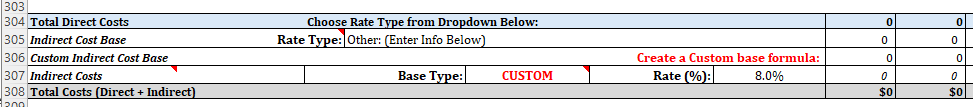 303
304 Total Direct Costs Choose Rate Type from Dropdown Below: 0 0
305 Indirect Cost Base Rate Type: Other: (Enter Info Below) 0 0
306 Custom Indirect Cost Base Create a Custom base formula: 0 0
307 Indirect Costs Base Type: CUSTOM Rate (%): 8.0% 0 0
308 Total Costs (Direct + Indirect) $0 $0
309